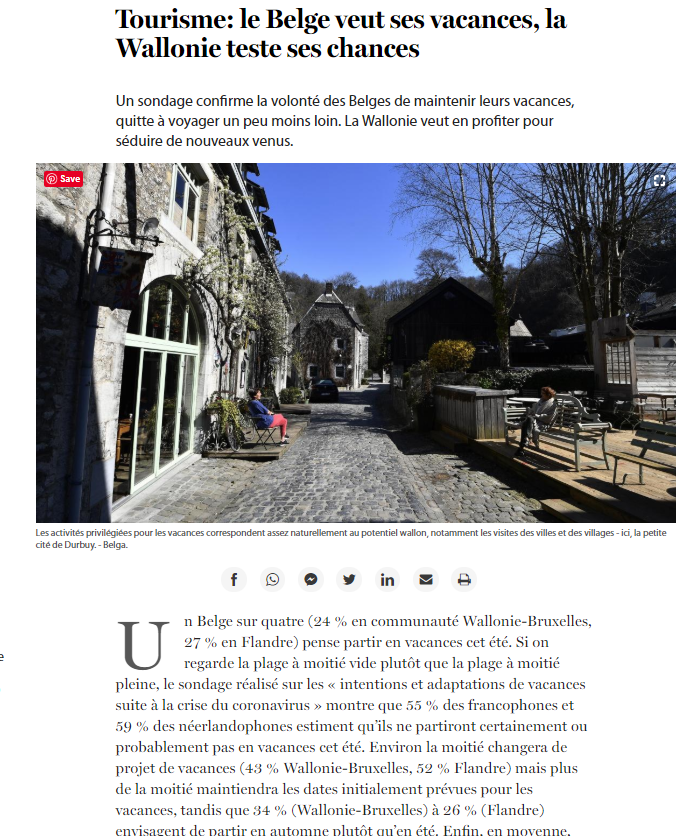 Tourisme: le Belge veut ses vacances, la
Wallonie teste ses chances
Un sondage confirme la volonté des Belges de maintenir leurs vacances,
quitte à voyager un peu moins loin. La Wallonie veut en profiter pour
séduire de nouveaux venus.
Save
Les activités privilégiées pour les vacances correspondent assez naturellement au potentiel wallon, notamment les visites des villes et des villages - ici, la petite
cité de Durbuy. - Belga.
Un Belge sur quatre (24 % en communauté Wallonie-Bruxelles,
27 % en Flandre) pense partir en vacances cet été. Si on
regarde la plage à moitié vide plutôt que la plage à moitié
pleine, le sondage réalisé sur les « intentions et adaptations de vacances
suite à la crise du coronavirus » montre que 55 % des francophones et
59 % des néerlandophones estiment qu'ils ne partiront certainement ou
probablement pas en vacances cet été. Environ la moitié changera de
projet de vacances (43 % Wallonie-Bruxelles, 52 % Flandre) mais plus
de la moitié maintiendra les dates initialement prévues pour les
vacances, tandis que 34 % (Wallonie-Bruxelles) à 26 % (Flandre)
envisagent de partir en automne plutôt qu'en été. Enfin, en moyenne,
e